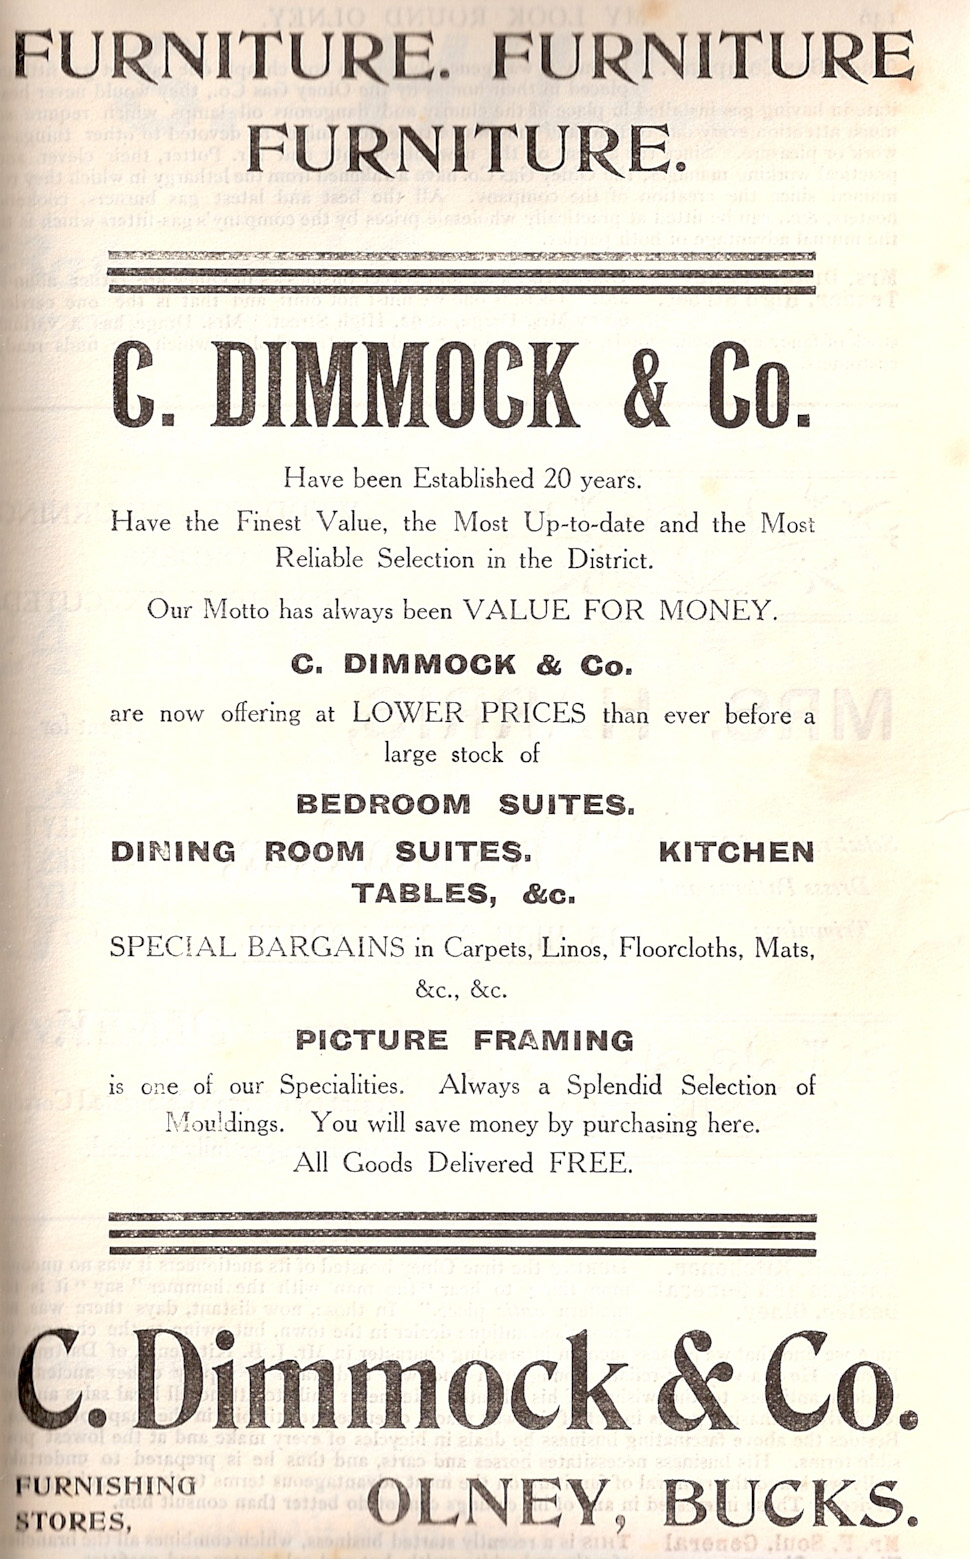 FURNITURE. FURNITURE
FURNITURE.
C. DIMMOCK & Co.
Have been Established 20 years.
Have the Finest Value, the Most Up-to-date and the Most
Reliable Selection in the District.
Our Motto has always been VALUE FOR MONEY.
C. DIMMOCK & Co.
are now offering at LOWER PRICES than ever before a
large stock of
BEDROOM SUITES.
DINING ROOM SUITES. KITCHEN
TABLES, &c.
SPECIAL BARGAINS in Carpets, Linos, Floorcloths, Mats,
&c., &c.
PICTURE FRAMING
is one of our Specialities. Always a Splendid Selection of
Mouldings. You will save money by purchasing here.
All Goods Delivered FREE.
C. Dimmock & Co.
FURNISHING
STORES, OLNEY, BUCKS.